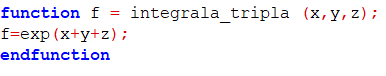 function f = integrala_tripla (x,y,z);
f=exp(x+y+z);
endfunction